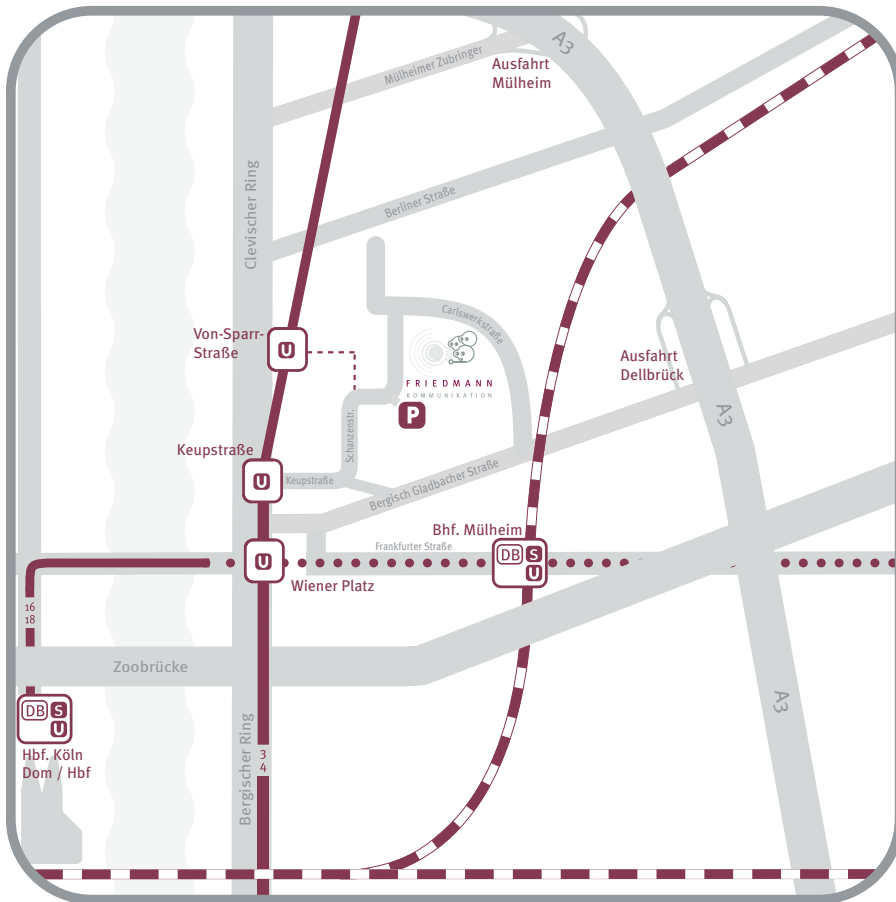 A3
Mülheimer Zubringer
Ausfahrt
Mülheim
Clevischer Ring
Berliner Straße
Carlswerkstraße
Von-Sparr-
Straße
U
Ausfahrt
Dellbrück
FRIEDMANN
KOMMUNIKATION
P
A3
Schanzenstr.
Keupstraße
U
Keupstraße
Bergisch Gladbacher Straße
Bhf. Mülheim
Frankfurter Straße
U
DB S
U
Wiener Platz
16
18
Zoobrücke
A3
DB S
U
Hbf. Köln
Dom / Hbf
Bergischer Ring
3
4